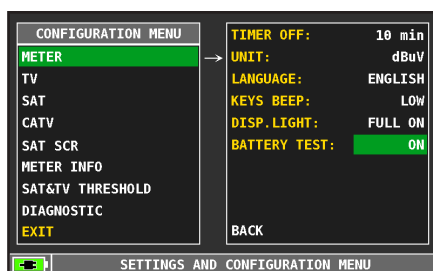 CONFIGURATION MENU
METER
TV
SAT
CATV
SAT SCR
METER INFO
SAT&TV THRESHOLD
DIAGNOSTIC
EXIT
TIMER OFF: 10 min
UNIT: dBuV
LANGUAGE: ENGLISH
KEYS BEEP: LOW
DISP.LIGHT: FULL ON
BATTERY TEST: ON
BACK
SETTINGS AND CONFIGURATION MENU